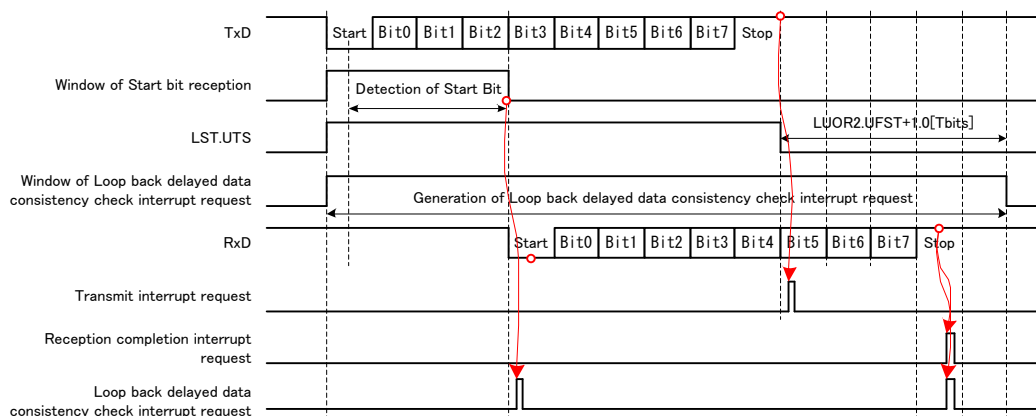 TxD
Start Bit0 Bit1 Bit2 Bit3 Bit4 Bit5 Bit6 Bit7 Stop
Window of Start bit reception
Detection of Start Bit
LST.UTS
LUOR2.UFST+1.0[Tbits]
Window of Loop back delayed data
consistency check interrupt request
Generation of Loop back delayed data consistency check interrupt request
RxD
Start Bit0 Bit1 Bit2 Bit3 Bit4 Bit5 Bit6 Bit7 Stop
Transmit interrupt request
Reception completion interrupt
request
Loop back delayed data
consistency check interrupt request